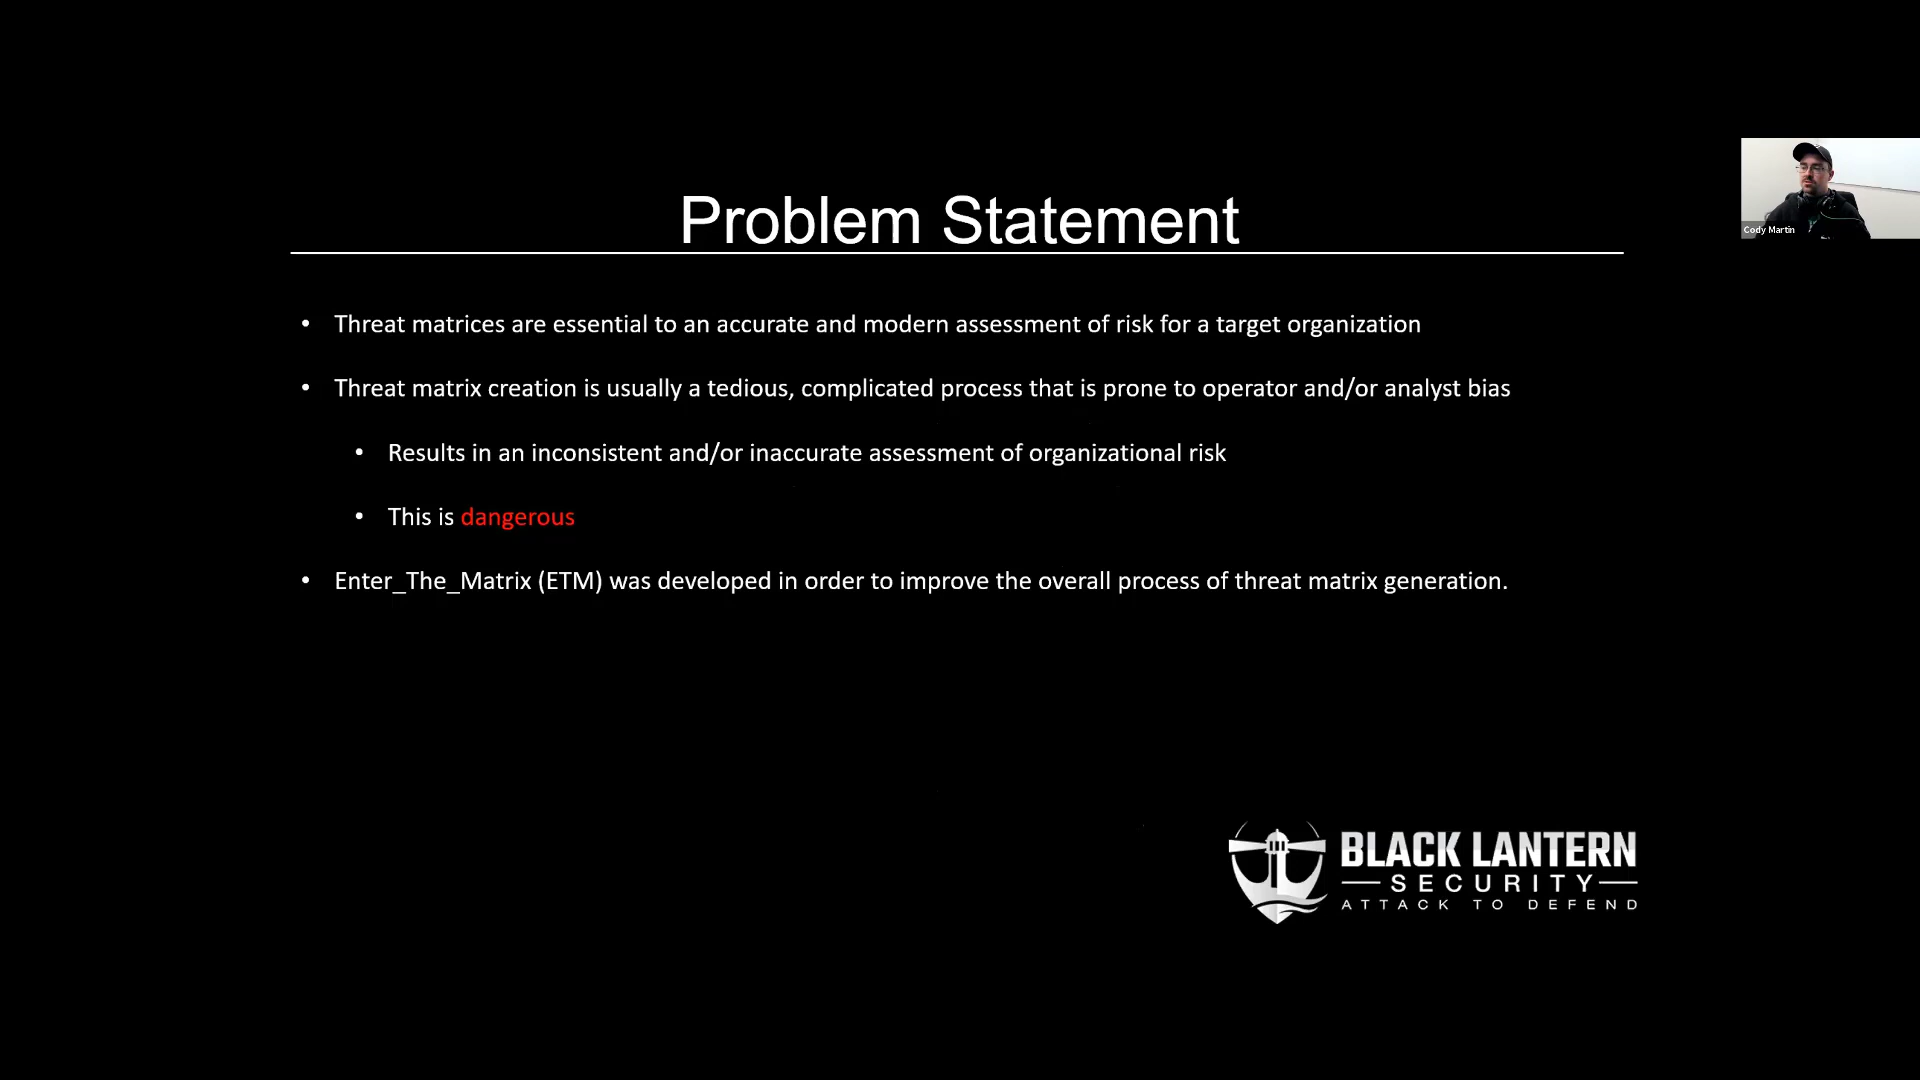 Problem Statement
Cody Martin
• Threat matrices are essential to an accurate and modern assessment of risk for a target organization
• Threat matrix creation is usually a tedious, complicated process that is prone to operator and/or analyst bias
• Results in an inconsistent and/or inaccurate assessment of organizational risk
• This is dangerous
• Enter_The_Matrix (ETM) was developed in order to improve the overall process of threat matrix generation.
BLACK LANTERN
SECURITY
ATTACK TO DEFEND